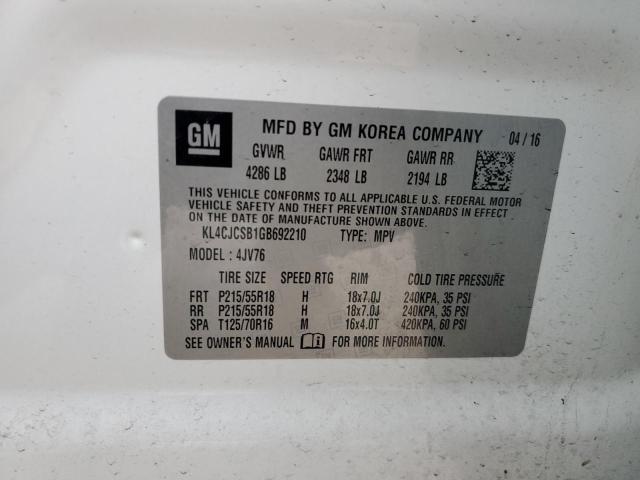 GM MFD BY GM KOREA COMPANY 04/16
GVWR GAWR FRT GAWR RR
4286 LB 2348 LB 2194 LB
THIS VEHICLE CONFORMS TO ALL APPLICABLE U.S. FEDERAL MOTOR
VEHICLE SAFETY AND THEFT PREVENTION STANDARDS IN EFFECT
ON THE DATE OF MANUFACTURE SHOWN ABOVE.
KL4CJCSB1GB692210 TYPE: MPV
MODEL : 4JV76
TIRE SIZE SPEED RTG RIM COLD TIRE PRESSURE
FRT P215/55R18 H 18x7.0J 240KPA, 35 PSI
RR P215/55R18 H 18x7.0J 240KPA, 35 PSI
SPA T125/70R16 M 16x4.0T 420KPA, 60 PSI
SEE OWNER'S MANUAL FOR MORE INFORMATION.